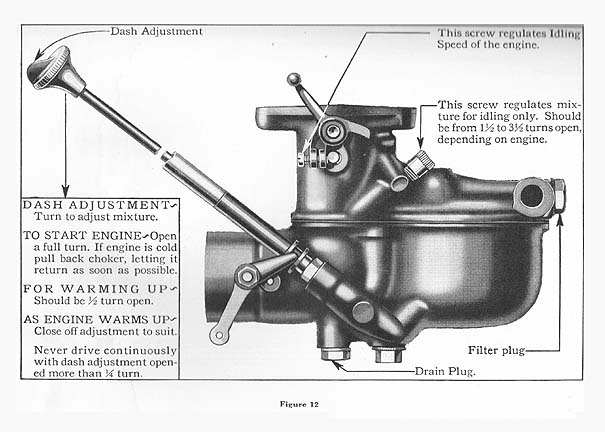 Dash Adjustment
This screw regulates Idling
Speed of the engine.
This screw regulates mix-
ture for idling only. Should
be from 1½ to 3½ turns open,
depending on engine.
DASH ADJUSTMENT~
Turn to adjust mixture.
TO START ENGINE~Open
a full turn. If engine is cold
pull back choker, letting it
return as soon as possible.
FOR WARMING UP~
Should be ½ turn open.
AS ENGINE WARMS UP~
Close off adjustment to suit.
Never drive continuously
with dash adjustment open-
ed more than ¼ turn.
Filter plug
Drain Plug.
Figure 12